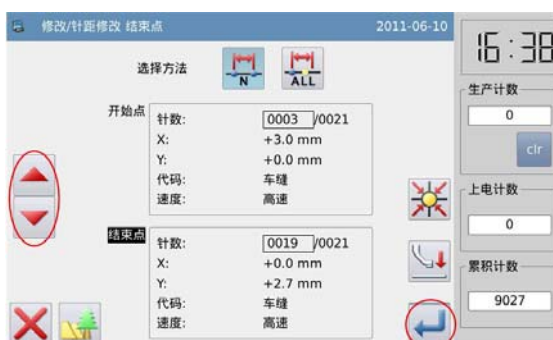 修改/针距修改 结束点 2011-06-10
16:38
选择方法
N ALL
开始点
针数: 0003 /0021
X: +3.0 mm
Y: +0.0 mm
代码: 车缝
速度: 高速
结束点
针数: 0019 /0021
X: +0.0 mm
Y: +2.7 mm
代码: 车缝
速度: 高速
生产计数
0
clr
上电计数
0
累积计数
9027